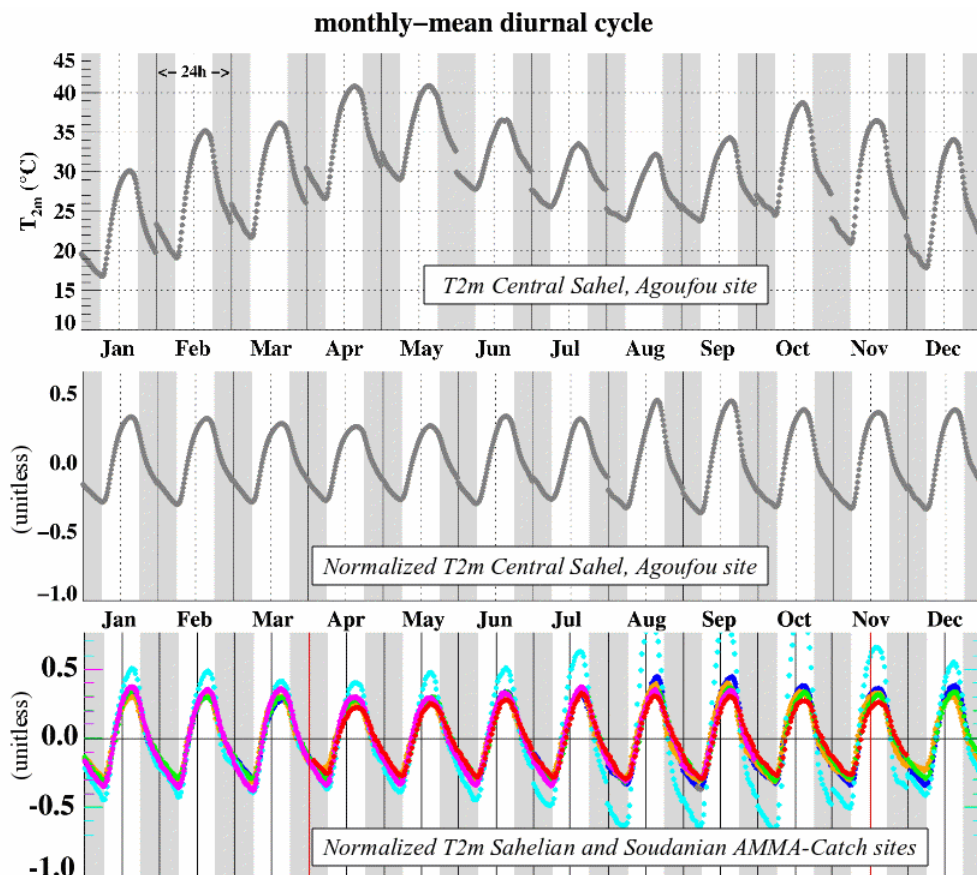 monthly-mean diurnal cycle
45
<- 24h ->
40
35
30
25
20
15
10
T2m (°C)
T2m Central Sahel, Agoufou site
Jan Feb Mar Apr May Jun Jul Aug Sep Oct Nov Dec
0.5
0.0
-0.5
-1.0
(unitless)
Normalized T2m Central Sahel, Agoufou site
Jan Feb Mar Apr May Jun Jul Aug Sep Oct Nov Dec
0.5
0.0
-0.5
-1.0
(unitless)
Normalized T2m Sahelian and Soudanian AMMA-Catch sites